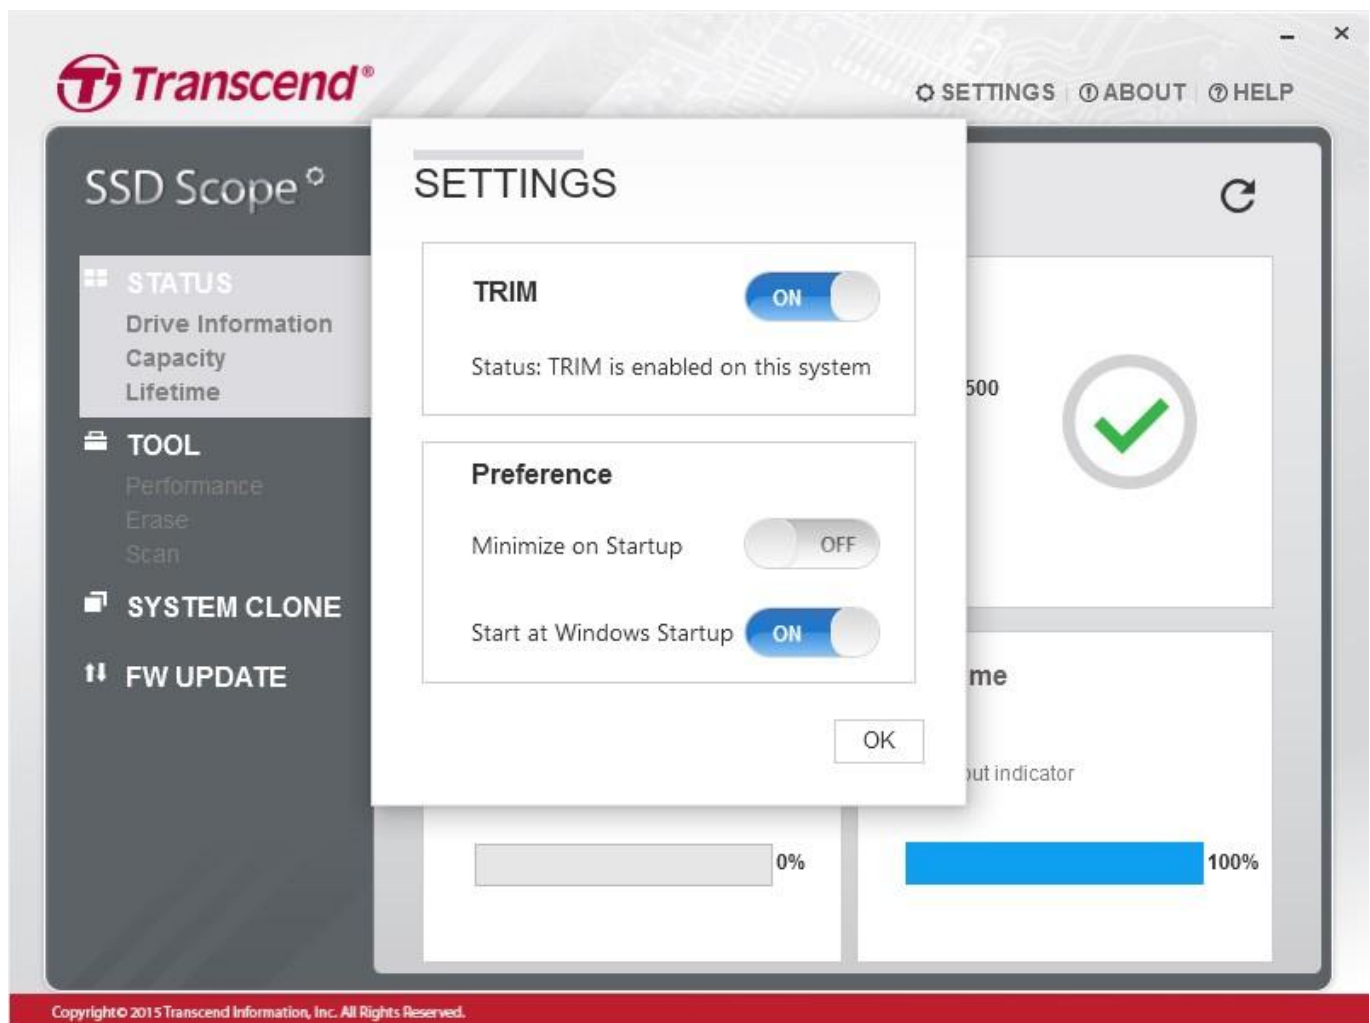 Transcend®
SETTINGS
ABOUT
HELP
SSD Scope
STATUS
Drive Information
Capacity
Lifetime
TOOL
Performance
Erase
Scan
SYSTEM CLONE
FW UPDATE
SETTINGS
TRIM
ON
Status: TRIM is enabled on this system
Preference
Minimize on Startup
OFF
Start at Windows Startup
ON
OK
500
me
out indicator
0%
100%
Copyright© 2015 Transcend Information, Inc. All Rights Reserved.